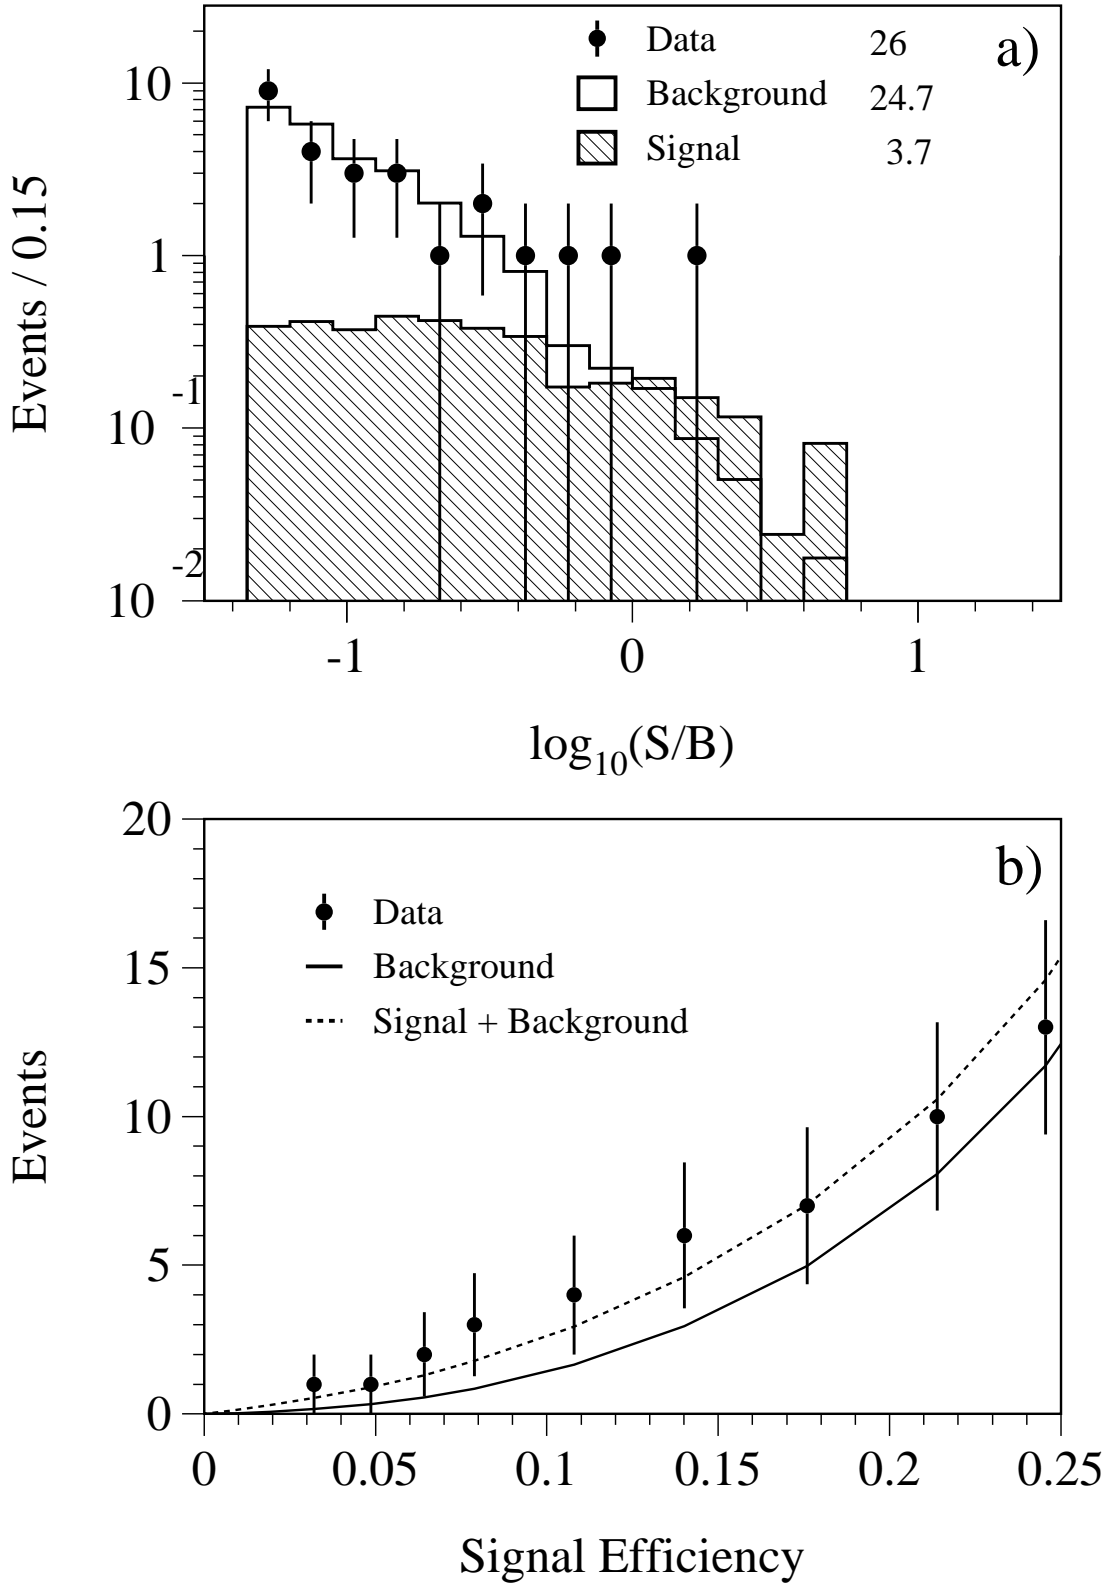 a)
Data 26
Background 24.7
Signal 3.7
Events / 0.15
10
1
10 -1
10 -2
-1 0 1
log10(S/B)
b)
Data
Background
Signal + Background
Events
20
15
10
5
0
0 0.05 0.1 0.15 0.2 0.25
Signal Efficiency